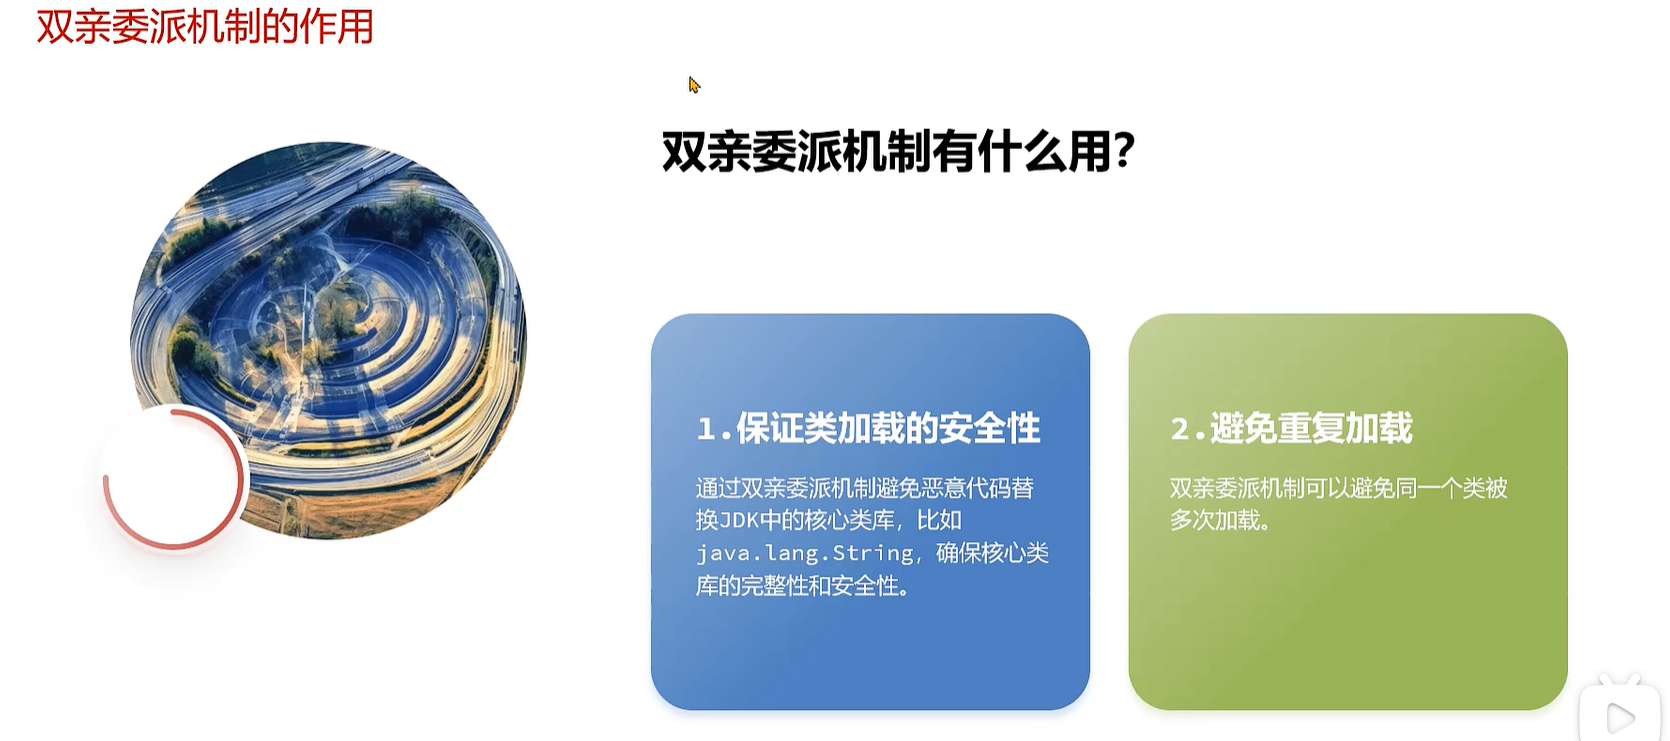 双亲委派机制的作用
双亲委派机制有什么用？
1.保证类加载的安全性
通过双亲委派机制避免恶意代码替
换JDK中的核心类库，比如
java.lang.String，确保核心类
库的完整性和安全性。
2.避免重复加载
双亲委派机制可以避免同一个类被
多次加载。